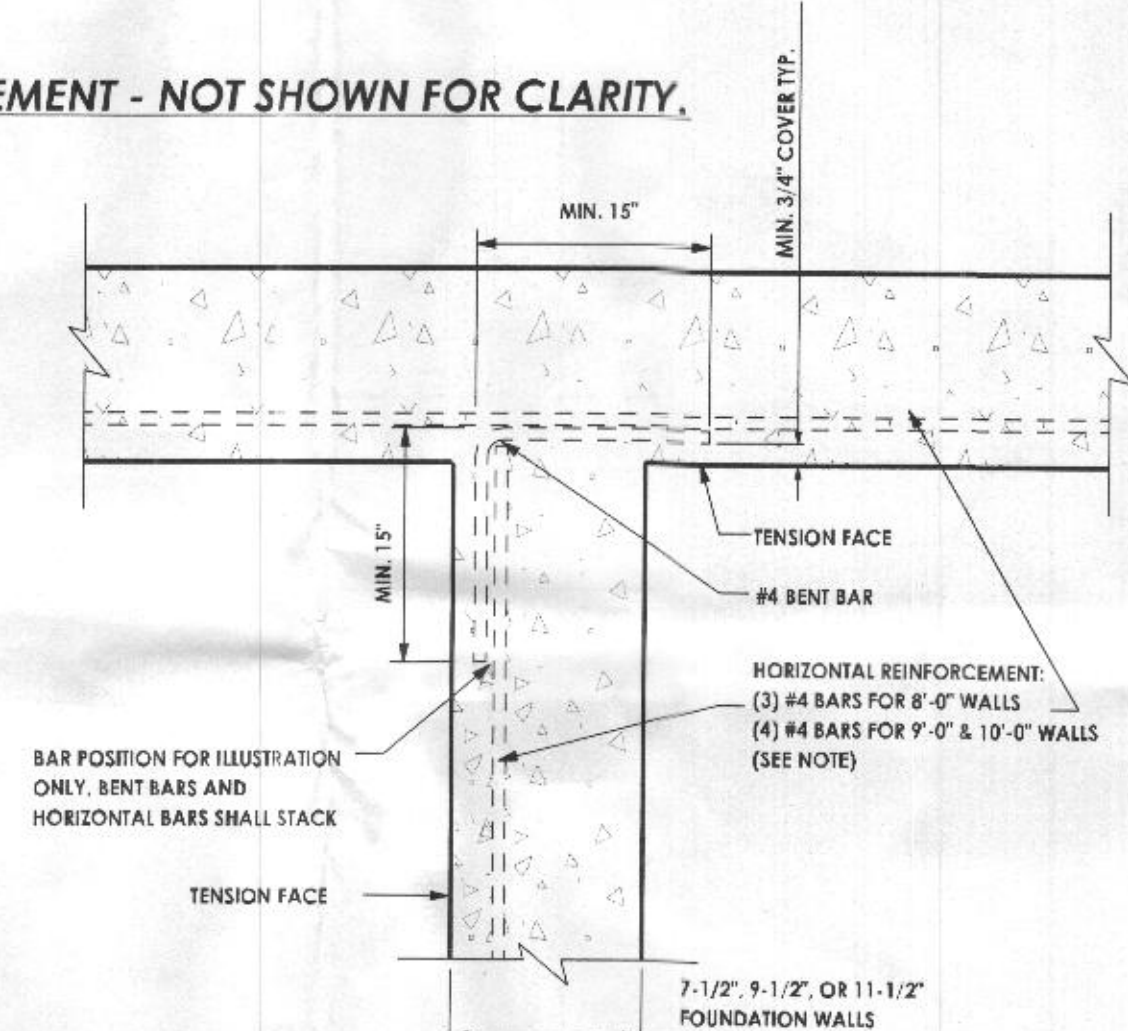 EMENT - NOT SHOWN FOR CLARITY.
MIN. 3/4" COVER TYP.
MIN. 15"
MIN. 15"
TENSION FACE
#4 BENT BAR
HORIZONTAL REINFORCEMENT:
(3) #4 BARS FOR 8'-0" WALLS
(4) #4 BARS FOR 9'-0" & 10'-0" WALLS
(SEE NOTE)
BAR POSITION FOR ILLUSTRATION
ONLY. BENT BARS AND
HORIZONTAL BARS SHALL STACK
TENSION FACE
7-1/2", 9-1/2", OR 11-1/2"
FOUNDATION WALLS